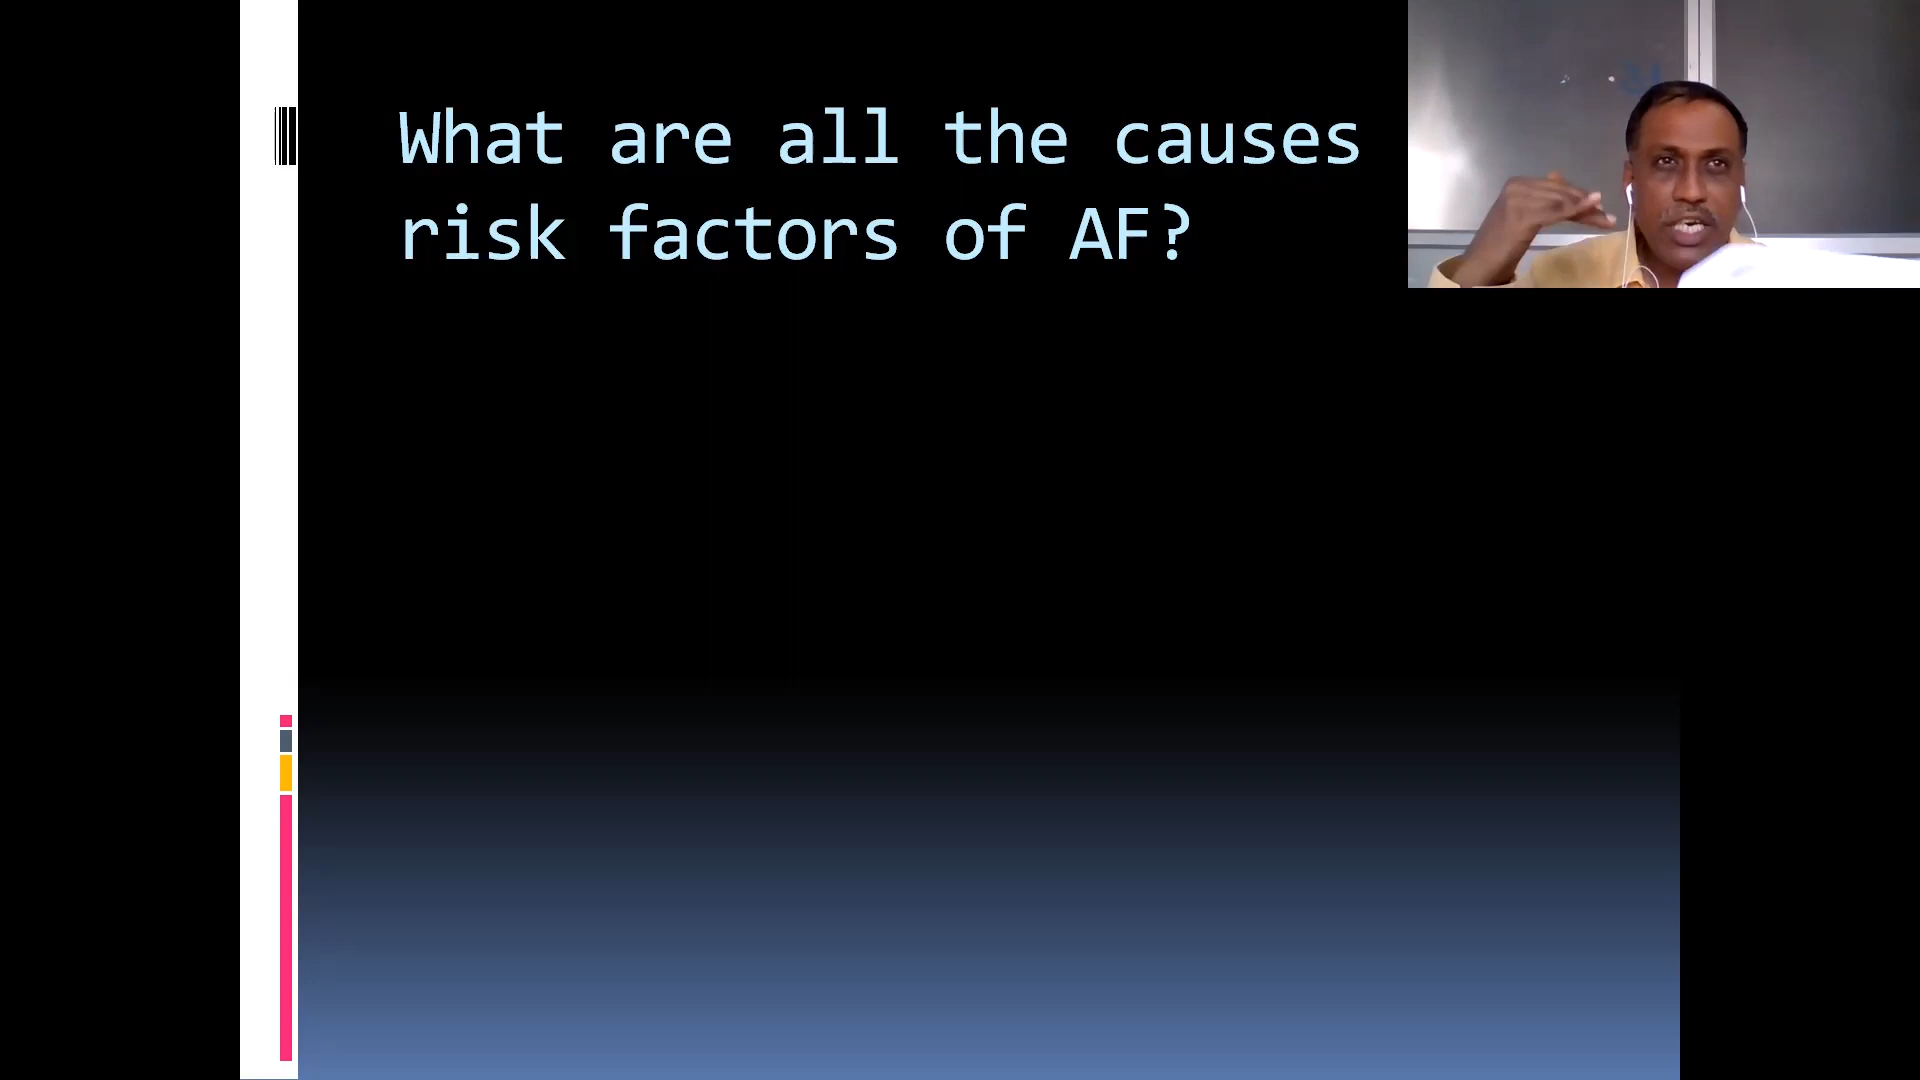 What are all the causes
risk factors of AF?